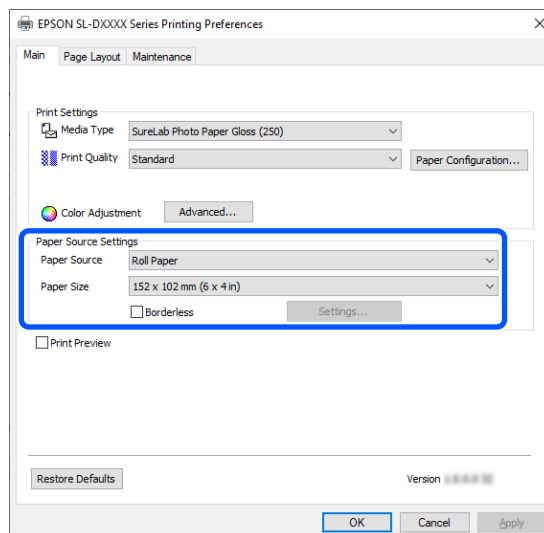 EPSON SL-DXXXX Series Printing Preferences
Main Page Layout Maintenance
Print Settings
Media Type SureLab Photo Paper Gloss (250)
Print Quality Standard Paper Configuration...
Color Adjustment Advanced...
Paper Source Settings
Paper Source Roll Paper
Paper Size 152 x 102 mm (6 x 4 in)
Borderless Settings...
Print Preview
Restore Defaults Version
OK Cancel Apply